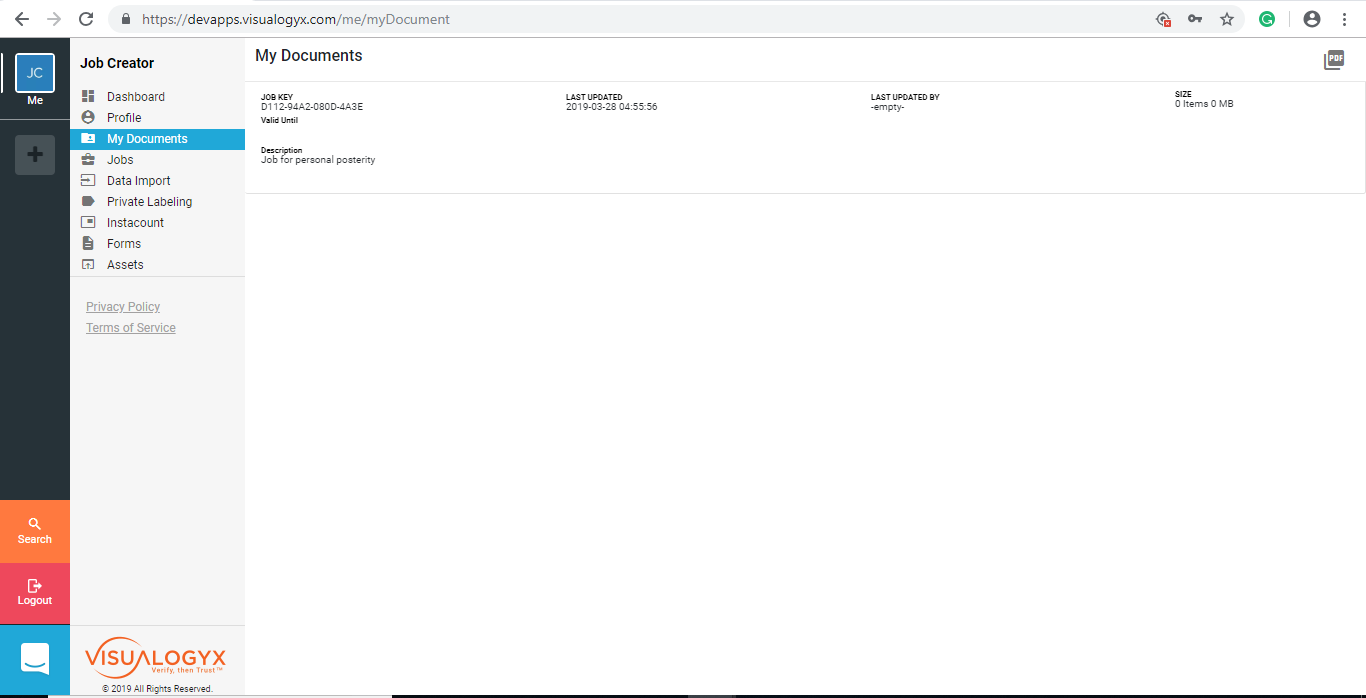 https://devapps.visualogyx.com/me/myDocument
JC
Me
Job Creator
Dashboard
Profile
My Documents
Jobs
Data Import
Private Labeling
Instacount
Forms
Assets
Privacy Policy
Terms of Service
Search
Logout
VISUALOGYX
Verify, then Trust™
© 2019 All Rights Reserved.
My Documents
PDF
JOB KEY
D112-94A2-080D-4A3E
Valid Until
LAST UPDATED
2019-03-28 04:55:56
LAST UPDATED BY
-empty-
SIZE
0 Items 0 MB
Description
Job for personal posterity